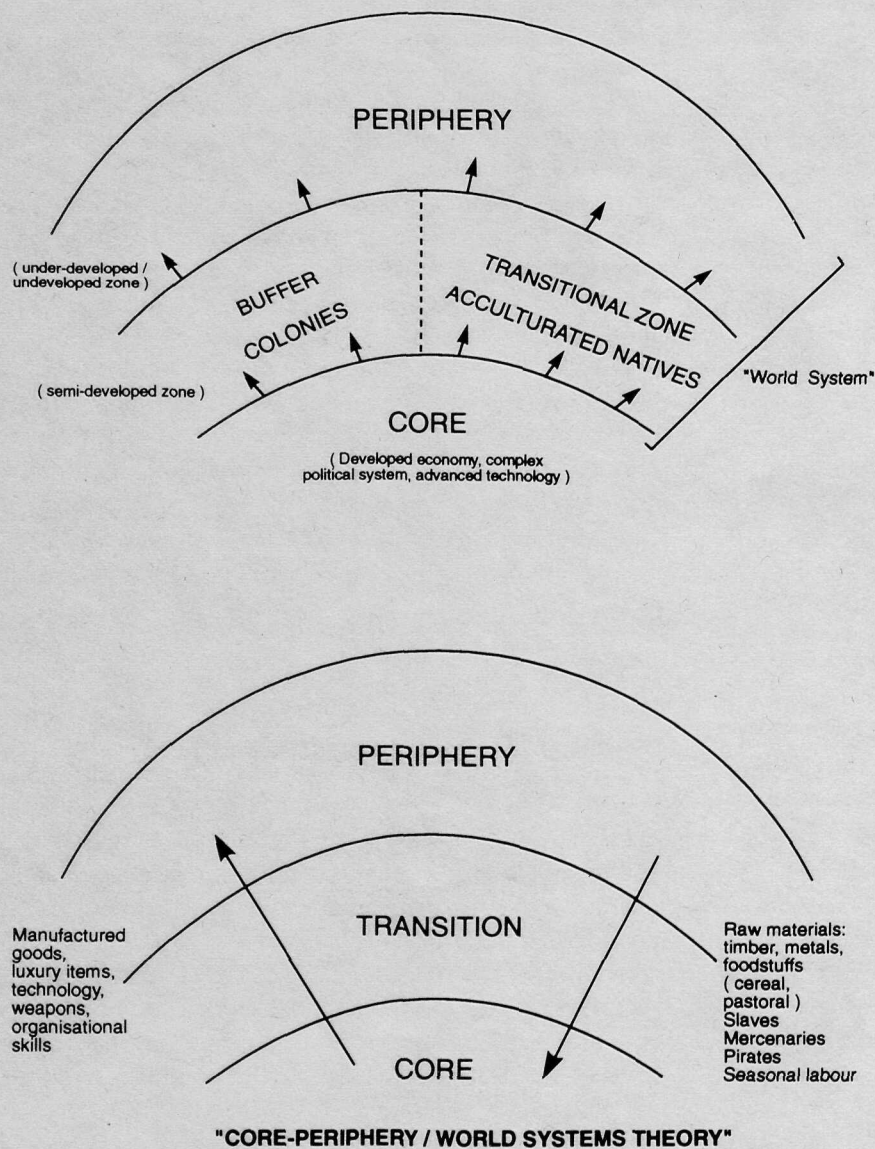 PERIPHERY
( under-developed /
undeveloped zone )
BUFFER
COLONIES
TRANSITIONAL ZONE
ACCULTURATED NATIVES
( semi-developed zone )
"World System"
CORE
( Developed economy, complex
political system, advanced technology )
PERIPHERY
TRANSITION
Manufactured
goods,
luxury items,
technology,
weapons,
organisational
skills
Raw materials:
timber, metals,
foodstuffs
( cereal,
pastoral )
Slaves
Mercenaries
Pirates
Seasonal labour
CORE
"CORE-PERIPHERY / WORLD SYSTEMS THEORY"